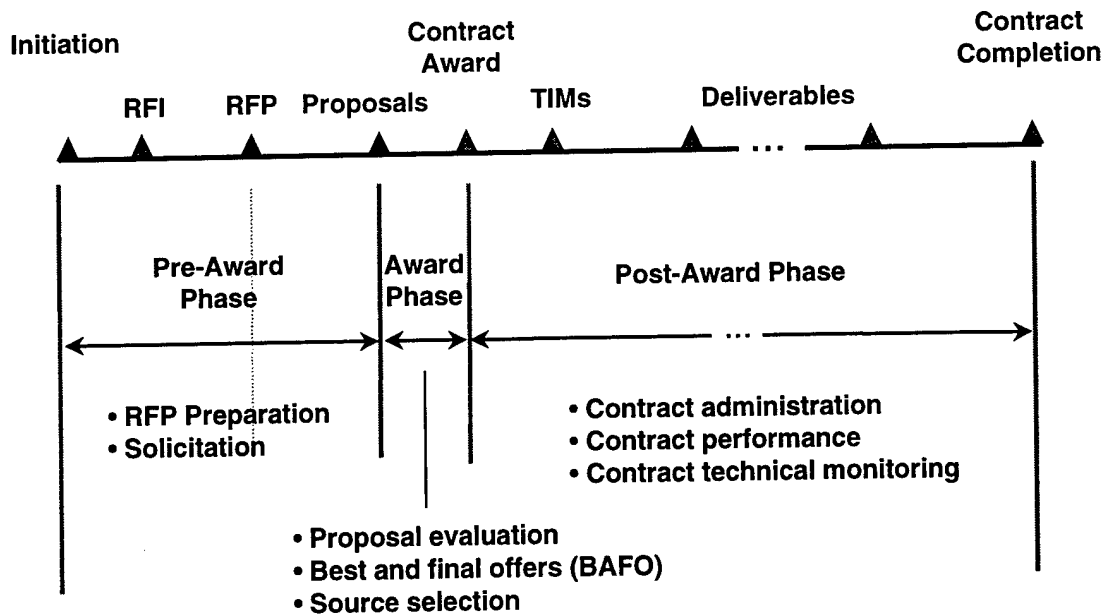 Initiation
Contract
Award
Contract
Completion
RFI
RFP
Proposals
TIMs
Deliverables
...
Pre-Award
Phase
Award
Phase
Post-Award Phase
...
• RFP Preparation
• Solicitation
• Contract administration
• Contract performance
• Contract technical monitoring
• Proposal evaluation
• Best and final offers (BAFO)
• Source selection